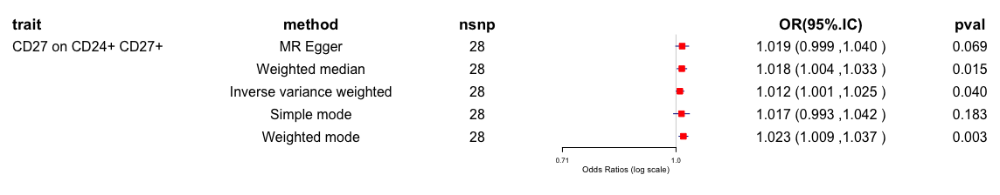 trait method nsnp OR(95%.IC) pval
CD27 on CD24+ CD27+ MR Egger 28 1.019 (0.999 ,1.040 ) 0.069
Weighted median 28 1.018 (1.004 ,1.033 ) 0.015
Inverse variance weighted 28 1.012 (1.001 ,1.025 ) 0.040
Simple mode 28 1.017 (0.993 ,1.042 ) 0.183
Weighted mode 28 1.023 (1.009 ,1.037 ) 0.003
0.71 1.0
Odds Ratios (log scale)